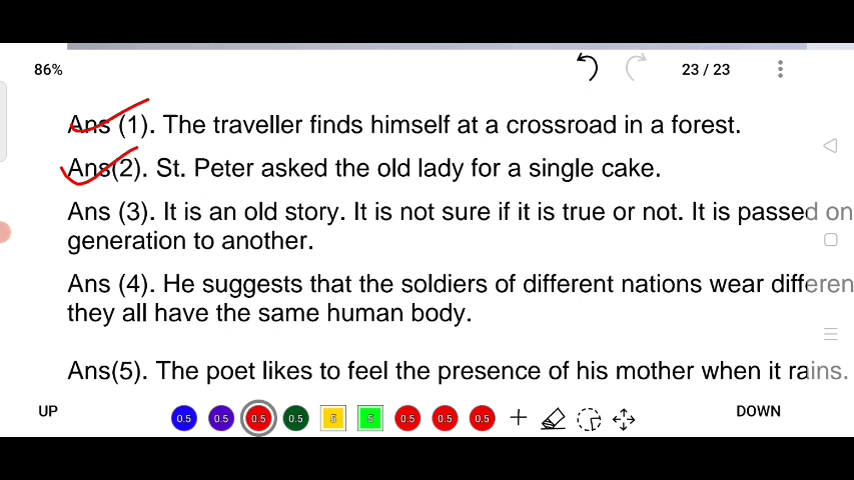 86%
23 / 23
Ans (1). The traveller finds himself at a crossroad in a forest.
Ans(2). St. Peter asked the old lady for a single cake.
Ans (3). It is an old story. It is not sure if it is true or not. It is passed on
generation to another.
Ans (4). He suggests that the soldiers of different nations wear differen
they all have the same human body.
Ans(5). The poet likes to feel the presence of his mother when it rains.
UP
0.5 0.5 0.5 0.5 5 5 0.5 0.5 0.5
DOWN